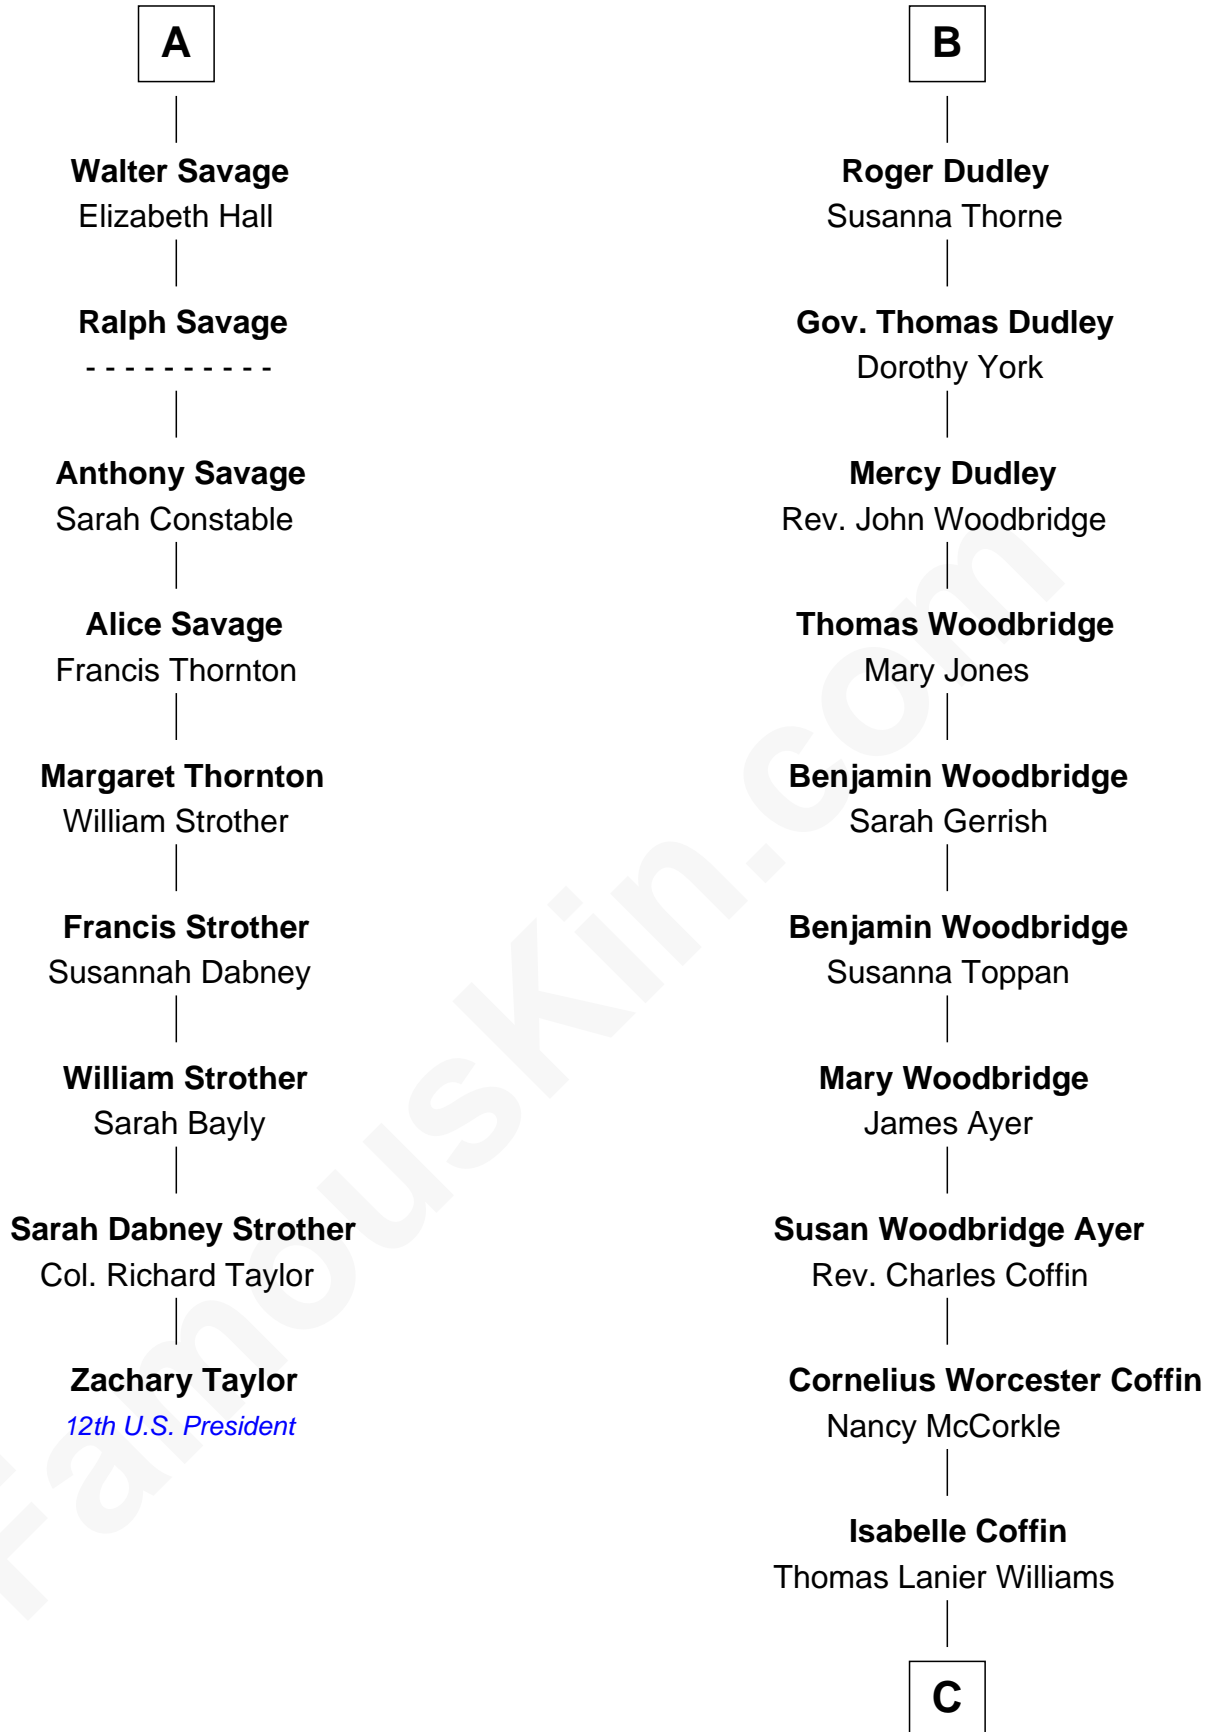 A
Walter Savage
Elizabeth Hall
Ralph Savage
- - - - - - - - - -
Anthony Savage
Sarah Constable
Alice Savage
Francis Thornton
Margaret Thornton
William Strother
Francis Strother
Susannah Dabney
William Strother
Sarah Bayly
Sarah Dabney Strother
Col. Richard Taylor
Zachary Taylor
12th U.S. President
B
Roger Dudley
Susanna Thorne
Gov. Thomas Dudley
Dorothy York
Mercy Dudley
Rev. John Woodbridge
Thomas Woodbridge
Mary Jones
Benjamin Woodbridge
Sarah Gerrish
Benjamin Woodbridge
Susanna Toppan
Mary Woodbridge
James Ayer
Susan Woodbridge Ayer
Rev. Charles Coffin
Cornelius Worcester Coffin
Nancy McCorkle
Isabelle Coffin
Thomas Lanier Williams
C
FamousKin.com